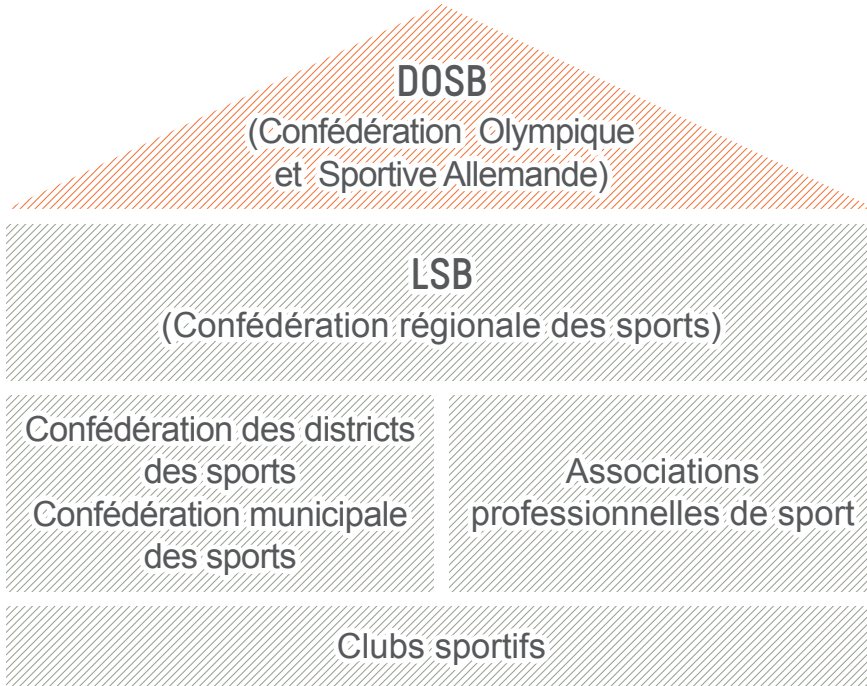 DOSB
(Confédération Olympique
et Sportive Allemande)
LSB
(Confédération régionale des sports)
Confédération des districts
des sports
Confédération municipale
des sports
Associations
professionnelles de sport
Clubs sportifs